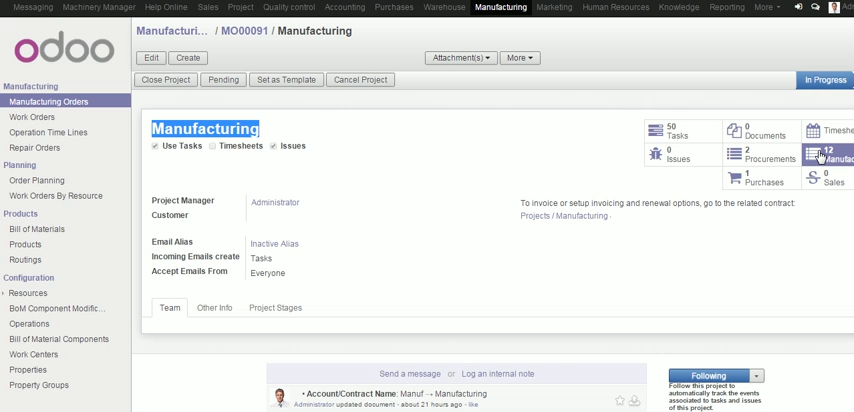 Messaging Machinery Manager Help Online Sales Project Quality control Accounting Purchases Warehouse Manufacturing Marketing Human Resources Knowledge Reporting More
odoo
Manufacturi... / MO00091 / Manufacturing
Edit Create Attachment(s) More
Close Project Pending Set as Template Cancel Project In Progress
Manufacturing
Manufacturing Orders
Work Orders
Operation Time Lines
Repair Orders
Planning
Order Planning
Work Orders By Resource
Products
Bill of Materials
Products
Routings
Configuration
Resources
BoM Component Modific...
Operations
Bill of Material Components
Work Centers
Properties
Property Groups
Manufacturing
Use Tasks Timesheets Issues
50 Tasks
0 Documents
Timeshe
0 Issues
2 Procurements
12 Manufac
1 Purchases
0 Sales
Project Manager Administrator
Customer
To invoice or setup invoicing and renewal options, go to the related contract:
Projects / Manufacturing .
Email Alias Inactive Alias
Incoming Emails create Tasks
Accept Emails From Everyone
Team Other Info Project Stages
Send a message or Log an internal note
• Account/Contract Name: Manuf → Manufacturing
Administrator updated document - about 21 hours ago - like
Following
Follow this project to
automatically track the events
associated to tasks and issues
of this project.